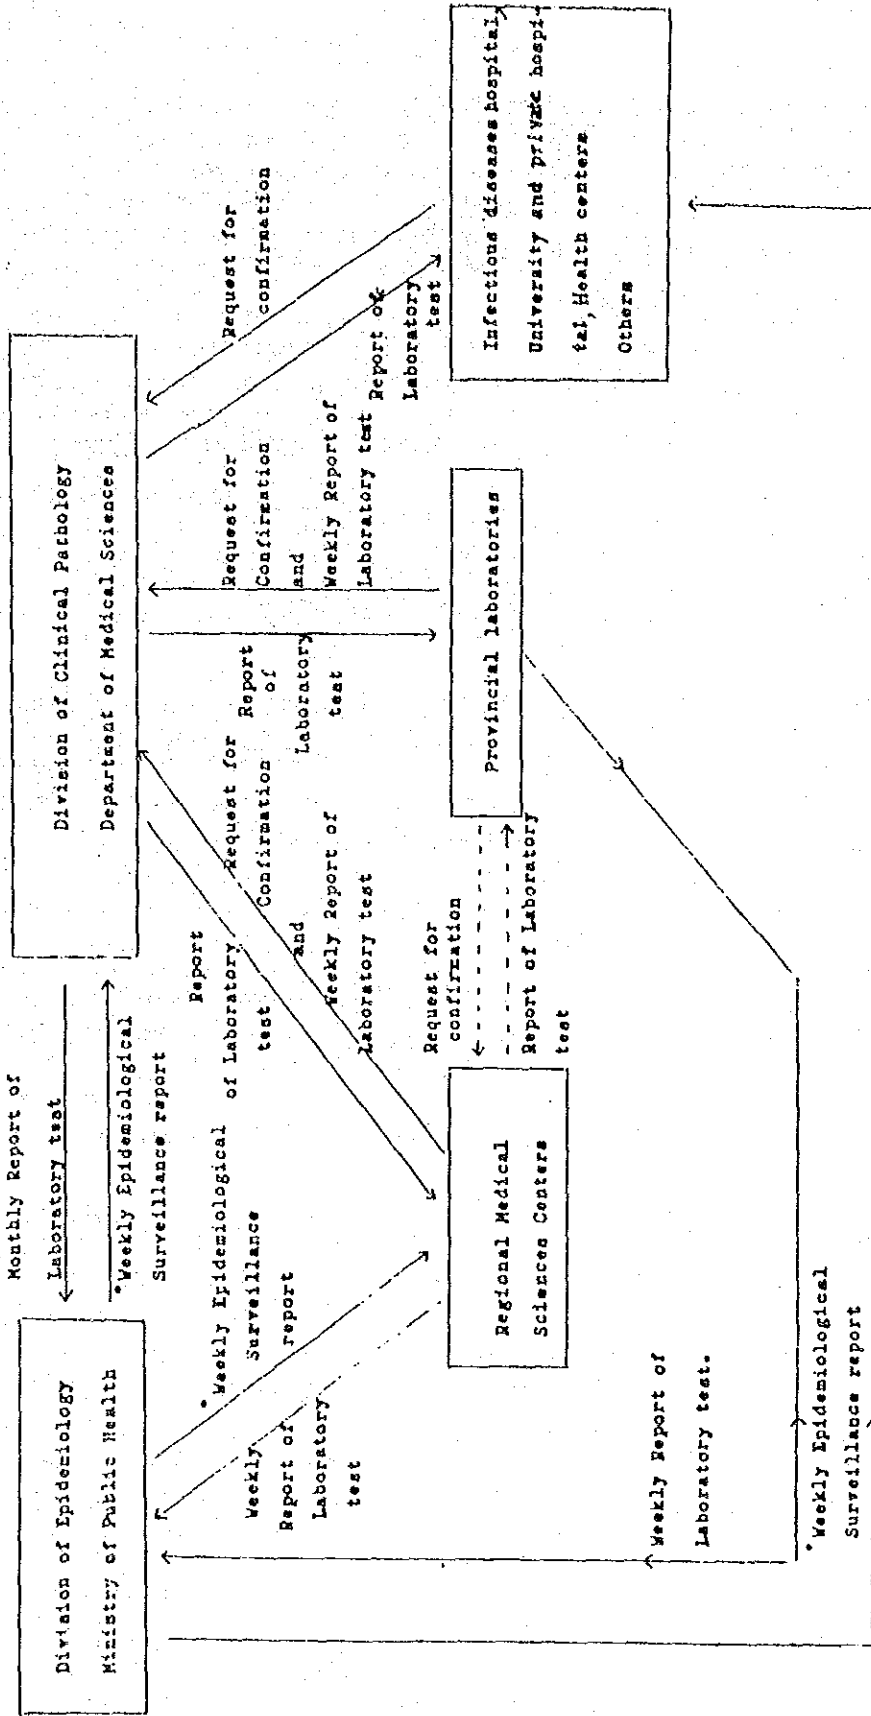 Monthly Report of
Laboratory test
*Weekly Epidemiological
Surveillance report
Division of Epidemiology
Ministry of Public Health
Division of Clinical Pathology
Department of Medical Sciences
*Weekly Epidemiological
Surveillance
report
Weekly
Report of
Laboratory
test
Report
of Laboratory
test
Request for
Confirmation
and
Weekly Report of
Laboratory test
Report
of
Laboratory
test
Request for
Confirmation
and
Weekly Report of
Laboratory test
Request for
confirmation
Report of
Laboratory
test
Regional Medical
Sciences Centers
Request for
confirmation
Report of Laboratory
test
Provincial laboratories
Infectious diseases hospital,
University and private hospi-
tal, Health centers
Others
Weekly Report of
Laboratory test.
*Weekly Epidemiological
Surveillance report